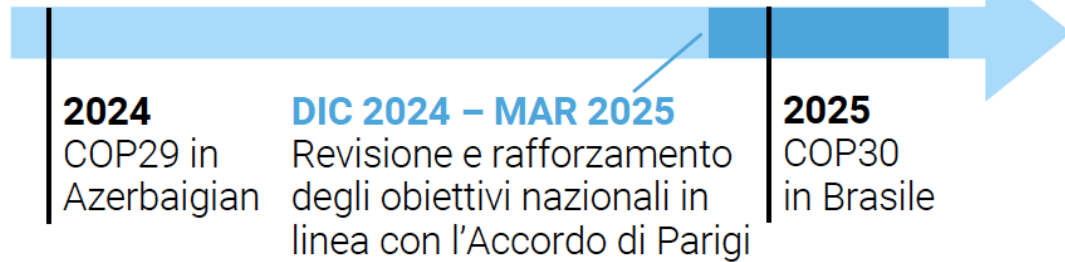 2024
COP29 in
Azerbaigian
DIC 2024 – MAR 2025
Revisione e rafforzamento
degli obiettivi nazionali in
linea con l'Accordo di Parigi
2025
COP30
in Brasile